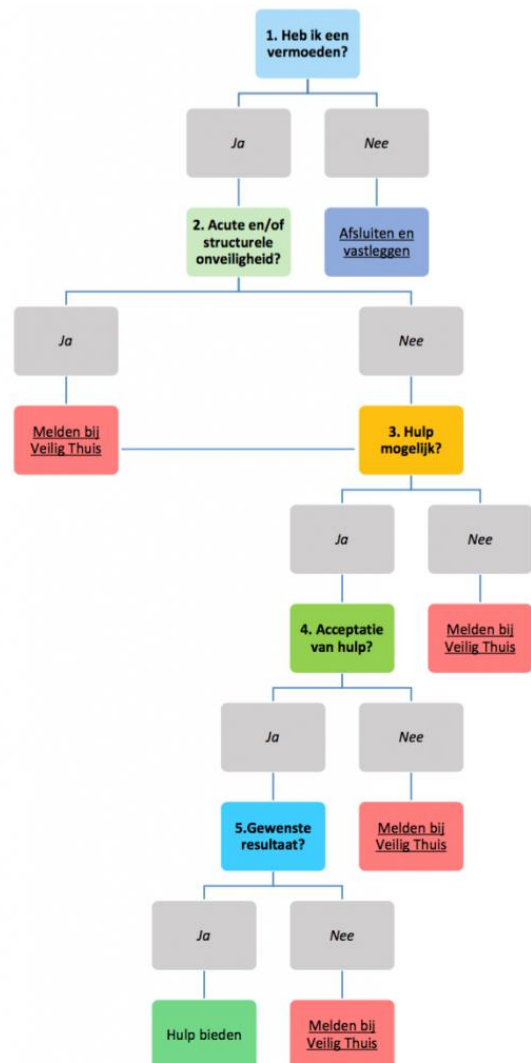 1. Heb ik een
vermoeden?
Ja
Nee
2. Acute en/of
structurele
onveiligheid?
Afsluiten en
vastleggen
Ja
Nee
Melden bij
Veilig Thuis
3. Hulp
mogelijk?
Ja
Nee
4. Acceptatie
van hulp?
Melden bij
Veilig Thuis
Ja
Nee
5.Gewenste
resultaat?
Melden bij
Veilig Thuis
Ja
Nee
Hulp bieden
Melden bij
Veilig Thuis